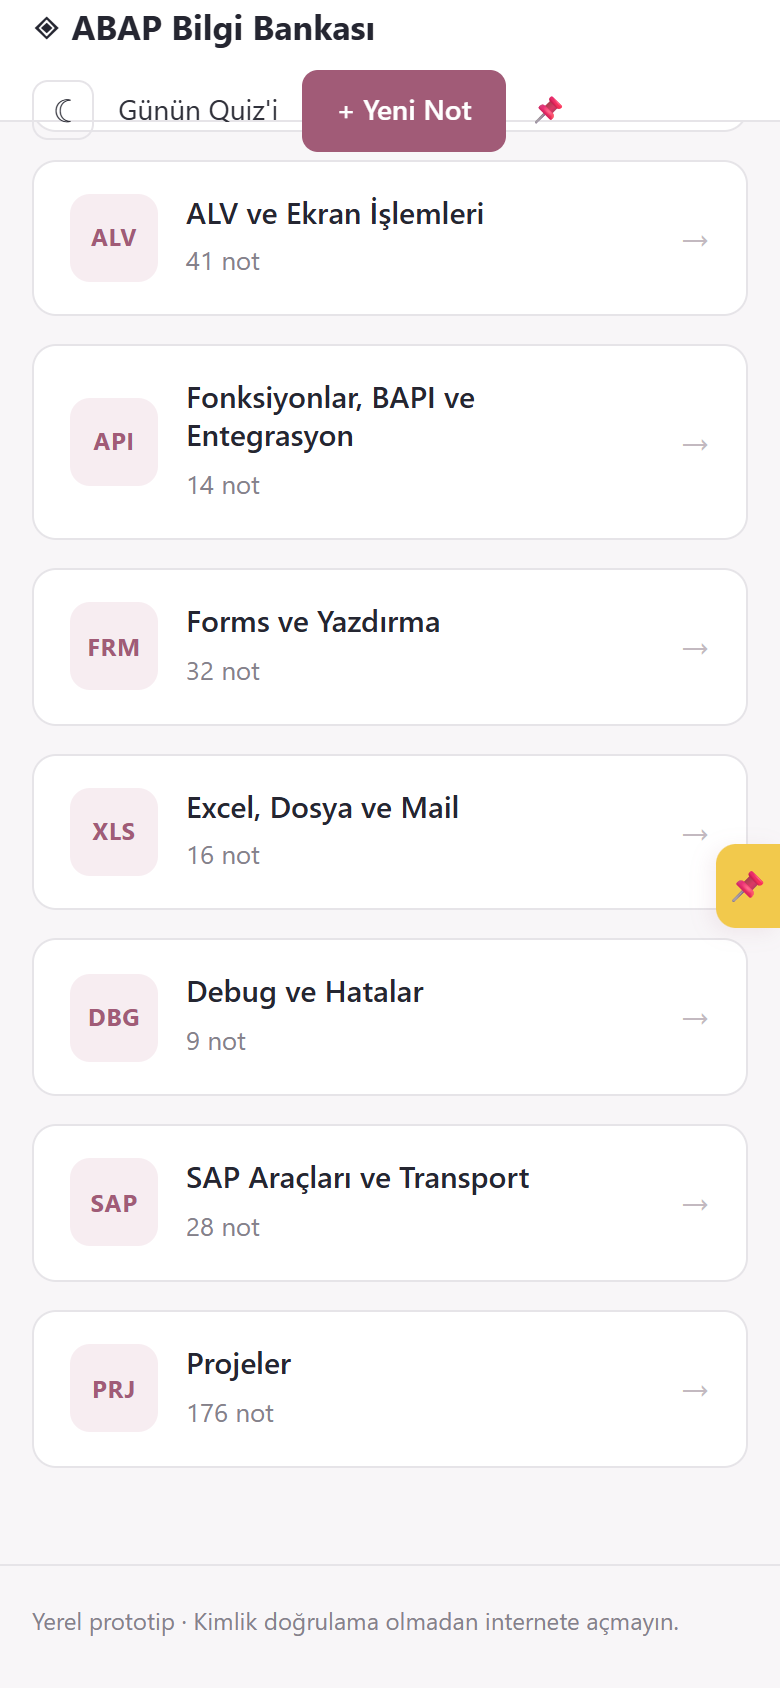 ABAP Bilgi Bankası
Günün Quiz'i
+ Yeni Not
ALV
ALV ve Ekran İşlemleri
41 not
→
API
Fonksiyonlar, BAPI ve
Entegrasyon
14 not
→
FRM
Forms ve Yazdırma
32 not
→
XLS
Excel, Dosya ve Mail
16 not
→
DBG
Debug ve Hatalar
9 not
→
SAP
SAP Araçları ve Transport
28 not
→
PRJ
Projeler
176 not
→
Yerel prototip · Kimlik doğrulama olmadan internete açmayın.